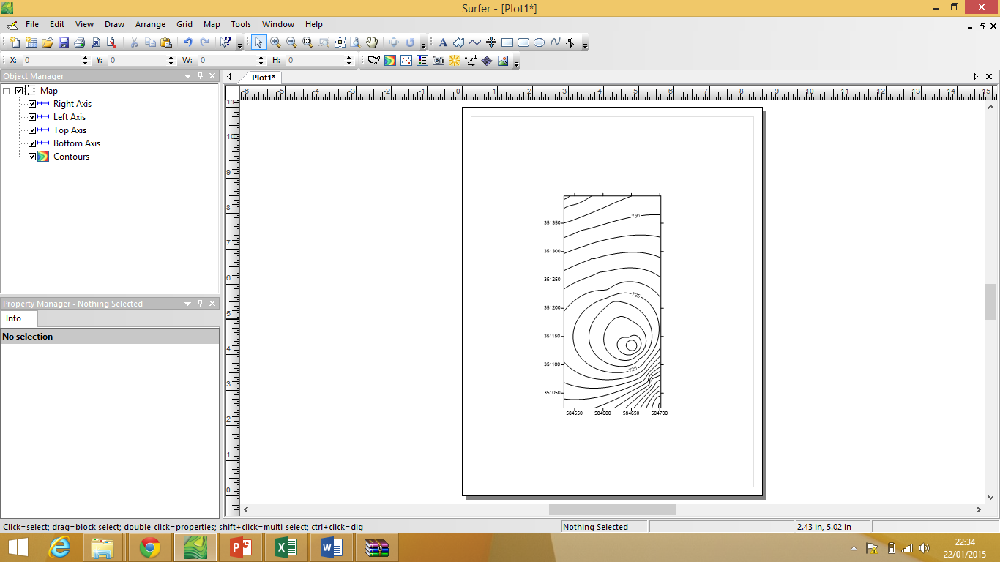 Surfer - [Plot1*]
File Edit View Draw Arrange Grid Map Tools Window Help
X: 0 Y: 0 W: 0 H: 0
Object Manager
Plot1*
Map
Right Axis
Left Axis
Top Axis
Bottom Axis
Contours
-6 -5 -4 -3 -2 -1 0 1 2 3 4 5 6 7 8 9 10 11 12 13 14 15
11
10
9
8
7
6
5
4
3
2
1
0
750
725
725
351350
351300
351250
351200
351150
351100
351050
584550 584600 584650 584700
Property Manager - Nothing Selected
Info
No selection
Click=select; drag=block select; double-click=properties; shift+click=multi-select; ctrl+click=dig
Nothing Selected
2.43 in, 5.02 in
22:34
22/01/2015